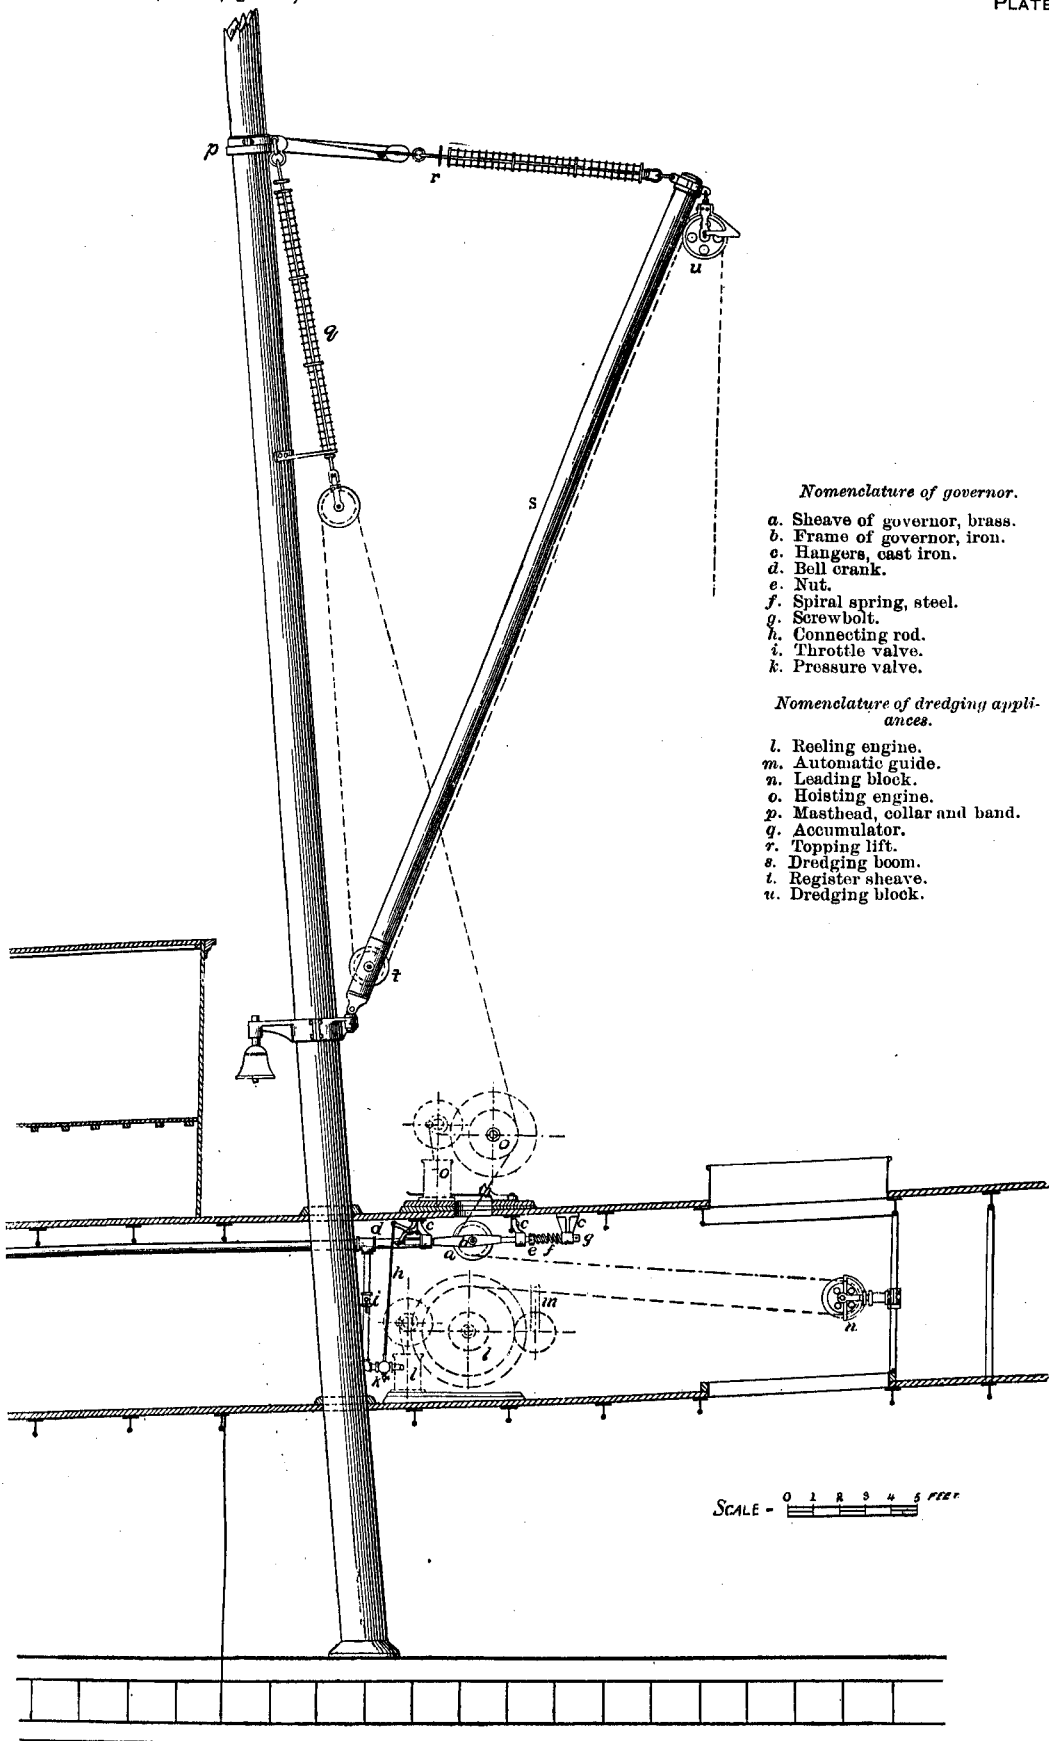 PLATE
p
r
u
q
s
Nomenclature of governor.
a. Sheave of governor, brass.
b. Frame of governor, iron.
c. Hangers, cast iron.
d. Bell crank.
e. Nut.
f. Spiral spring, steel.
g. Screwbolt.
h. Connecting rod.
i. Throttle valve.
k. Pressure valve.
Nomenclature of dredging appli-
ances.
l. Reeling engine.
m. Automatic guide.
n. Leading block.
o. Hoisting engine.
p. Masthead, collar and band.
q. Accumulator.
r. Topping lift.
s. Dredging boom.
t. Register sheave.
u. Dredging block.
t
o
o
d c c c
a b e f g
h
i m
n
l
k l
SCALE - 0 1 2 3 4 5 FEET.